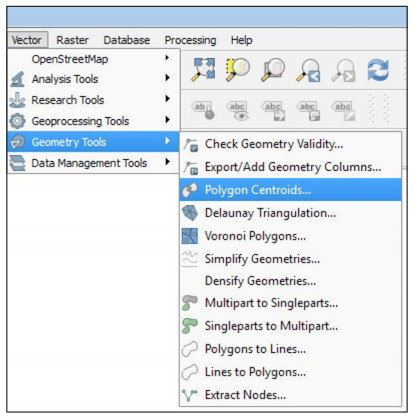 Vector Raster Database Processing Help
OpenStreetMap
Analysis Tools
Research Tools
Geoprocessing Tools
Geometry Tools
Data Management Tools
abc abc abc abc
Check Geometry Validity...
Export/Add Geometry Columns...
Polygon Centroids...
Delaunay Triangulation...
Voronoi Polygons...
Simplify Geometries...
Densify Geometries...
Multipart to Singleparts...
Singleparts to Multipart...
Polygons to Lines...
Lines to Polygons...
Extract Nodes...